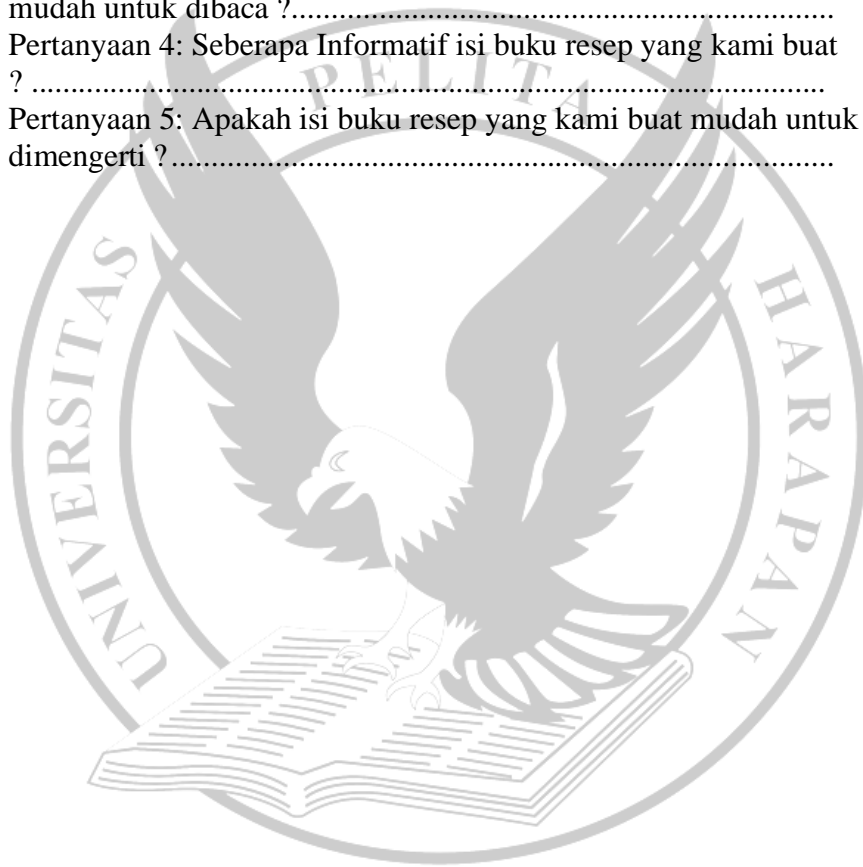 mudah untuk dibaca ?.....................................................................
Pertanyaan 4: Seberapa Informatif isi buku resep yang kami buat
? .....................................................................................................
Pertanyaan 5: Apakah isi buku resep yang kami buat mudah untuk
dimengerti ?....................................................................................
UNIVERSITAS PELITA HARAPAN